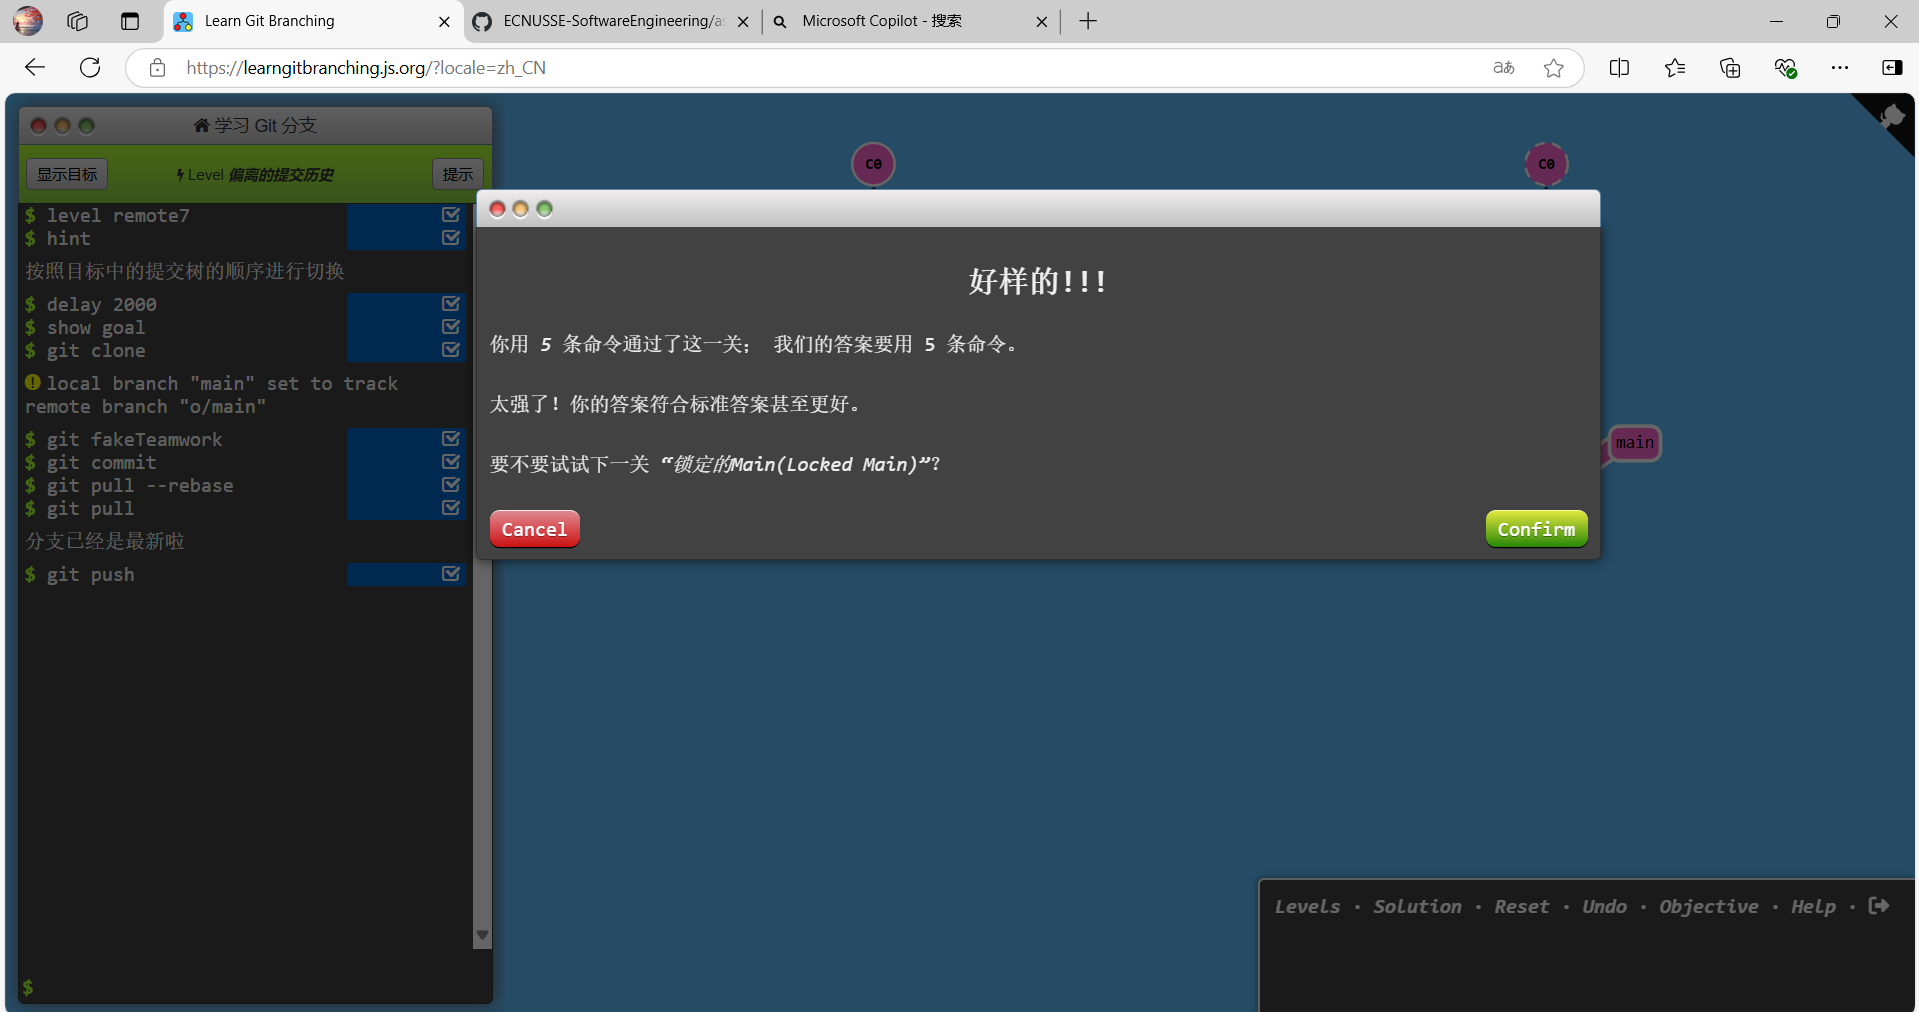 Learn Git Branching
ECNUSSE-SoftwareEngineering/as
Microsoft Copilot - 搜索
https://learngitbranching.js.org/?locale=zh_CN
aあ
学习 Git 分支
显示目标
Level 偏离的提交历史
提示
$ level remote7
$ hint
按照目标中的提交树的顺序进行切换
$ delay 2000
$ show goal
$ git clone
local branch "main" set to track
remote branch "o/main"
$ git fakeTeamwork
$ git commit
$ git pull --rebase
$ git pull
分支已经是最新啦
$ git push
$
C0
C0
main
好样的!!!
你用 5 条命令通过了这一关； 我们的答案要用 5 条命令。
太强了！你的答案符合标准答案甚至更好。
要不要试试下一关 “锁定的Main(Locked Main)”？
Cancel
Confirm
Levels · Solution · Reset · Undo · Objective · Help ·